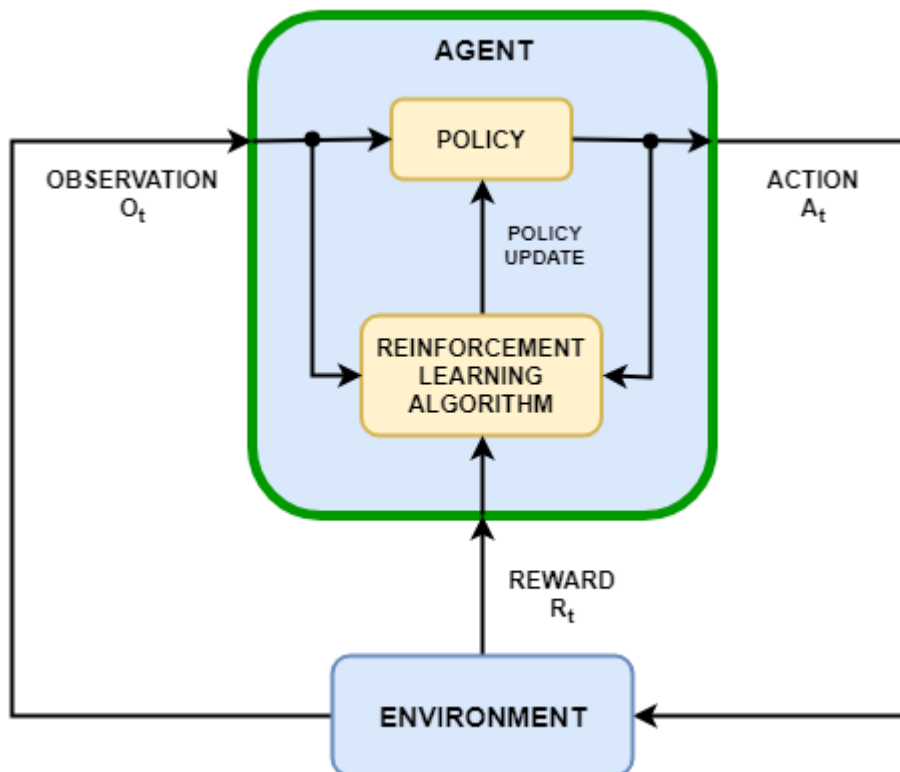 AGENT
POLICY
OBSERVATION
Oₜ
ACTION
Aₜ
POLICY
UPDATE
REINFORCEMENT
LEARNING
ALGORITHM
REWARD
Rₜ
ENVIRONMENT